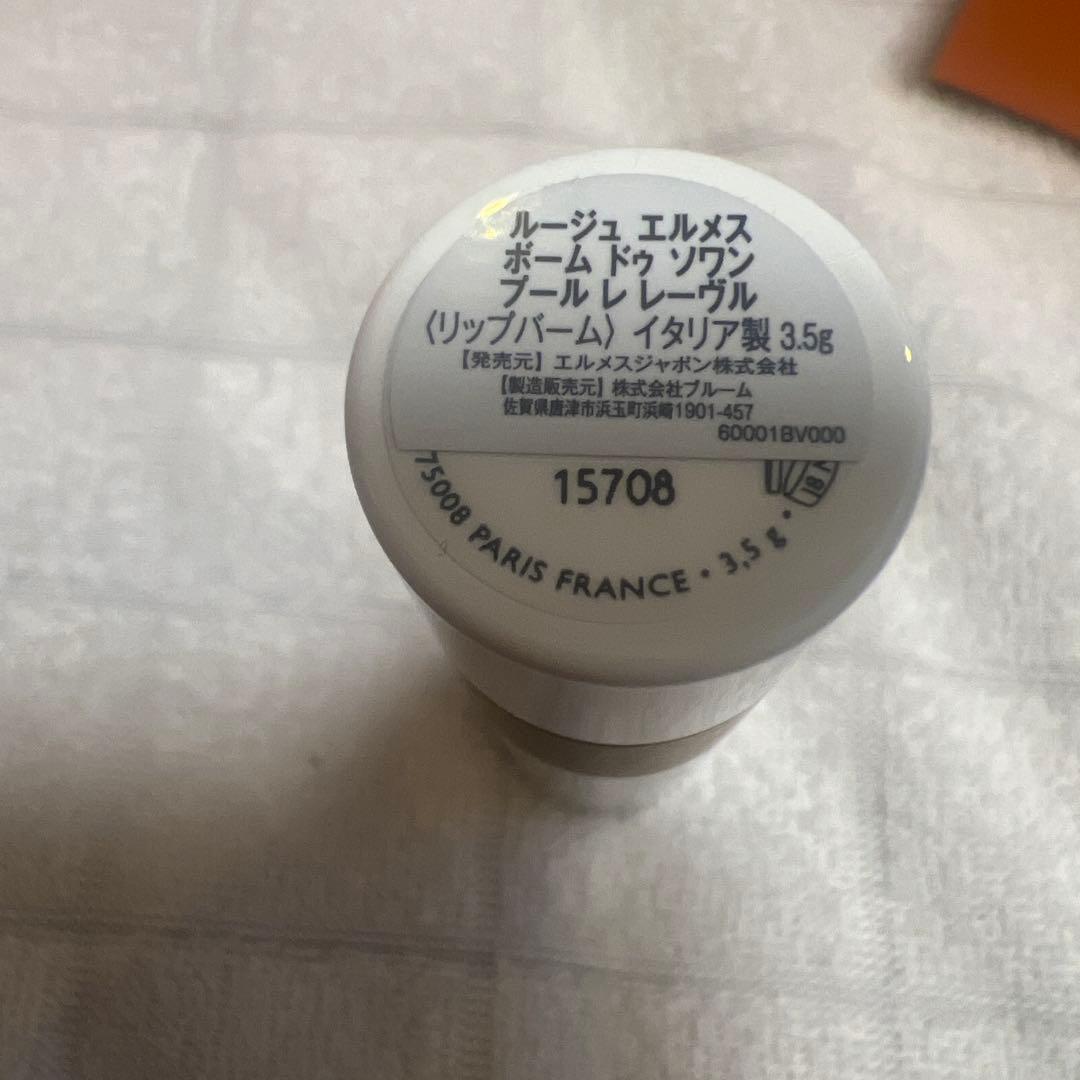 ルージュ エルメス
ボーム ドゥ ソワン
プール レ レーヴル
〈リップバーム〉 イタリア製 3.5g
【発売元】エルメスジャポン株式会社
【製造販売元】株式会社ブルーム
佐賀県唐津市浜玉町浜崎1901-457
60001BV000
15708
75008 PARIS FRANCE • 3,5 g •
18